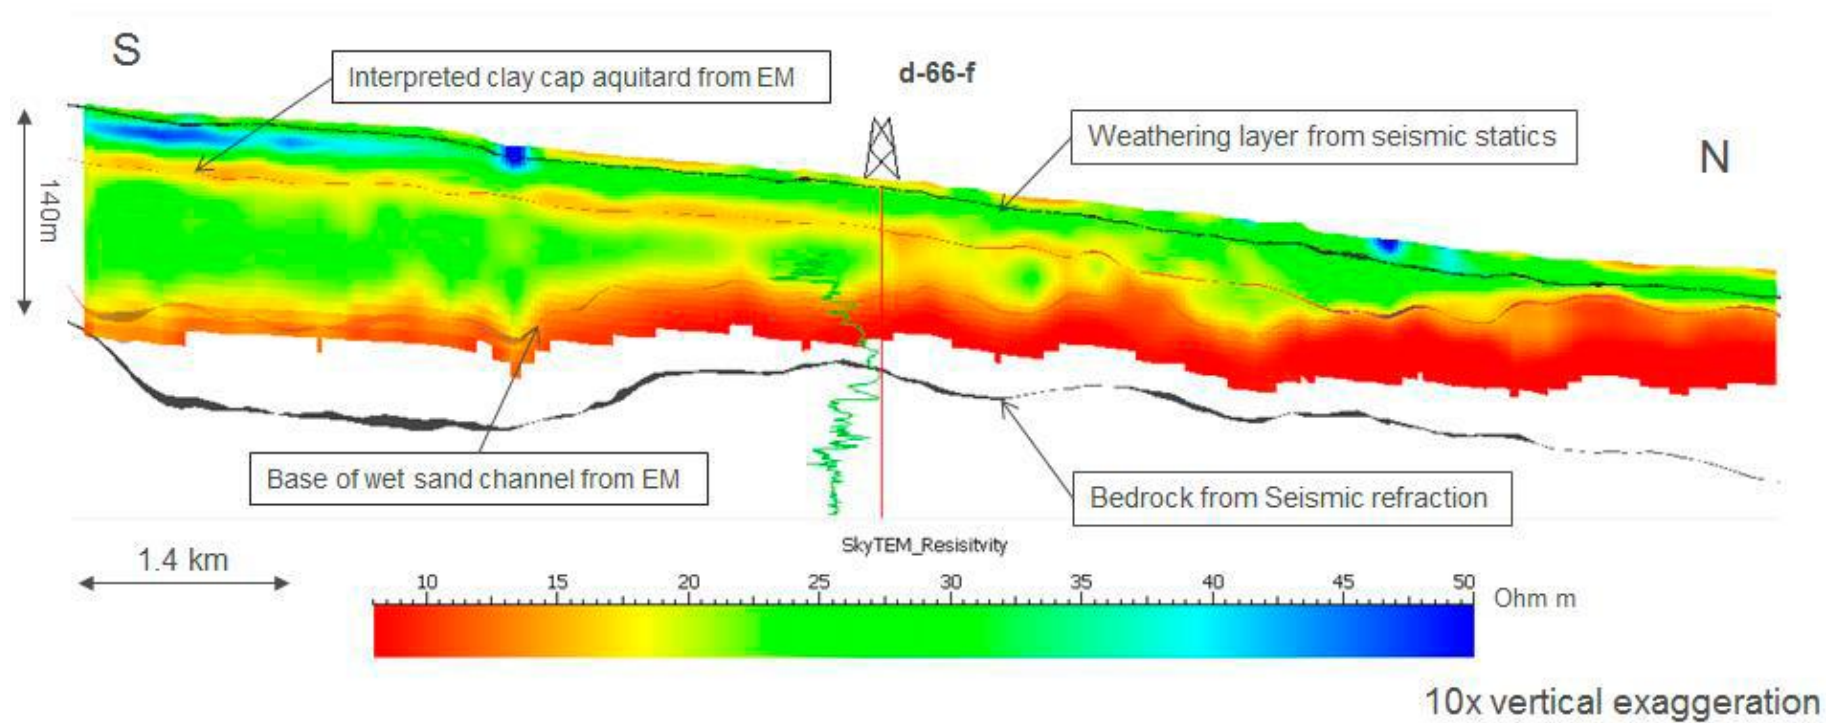 S
Interpreted clay cap aquitard from EM
d-66-f
Weathering layer from seismic statics
N
140m
Base of wet sand channel from EM
Bedrock from Seismic refraction
SkyTEM_Resisitvity
1.4 km
10 15 20 25 30 35 40 45 50
Ohm m
10x vertical exaggeration